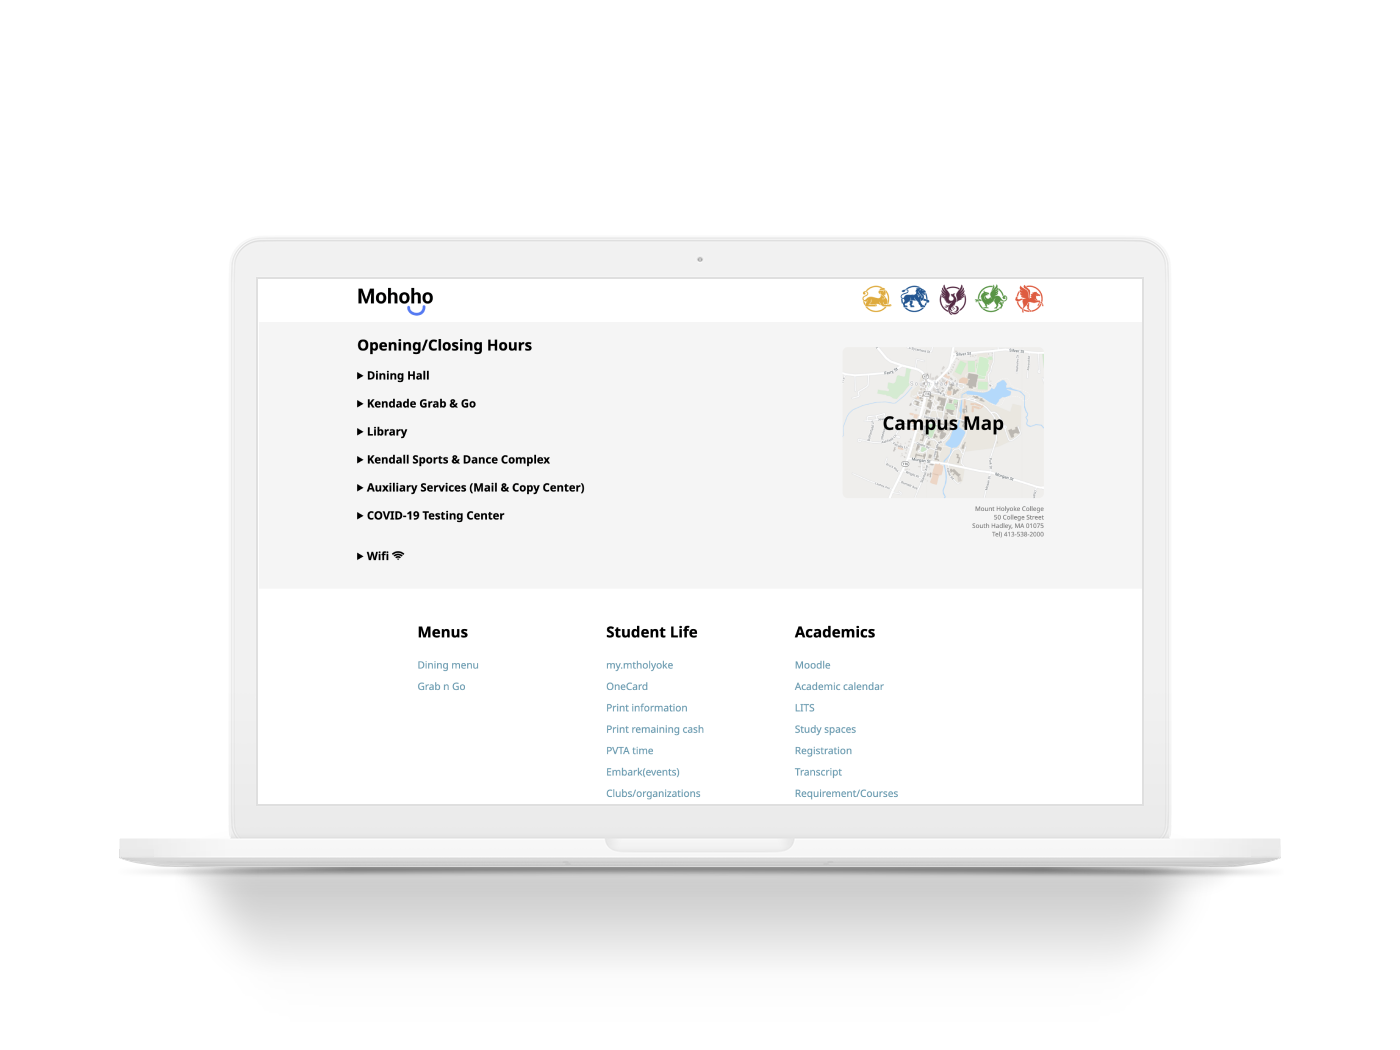 Mohoho
Opening/Closing Hours
Dining Hall
Kendade Grab & Go
Library
Kendall Sports & Dance Complex
Auxiliary Services (Mail & Copy Center)
COVID-19 Testing Center
Wifi
Campus Map
Mount Holyoke College
50 College Street
South Hadley, MA 01075
Tel) 413-538-2000
Menus
Dining menu
Grab n Go
Student Life
my.mtholyoke
OneCard
Print information
Print remaining cash
PVTA time
Embark(events)
Clubs/organizations
Academics
Moodle
Academic calendar
LITS
Study spaces
Registration
Transcript
Requirement/Courses